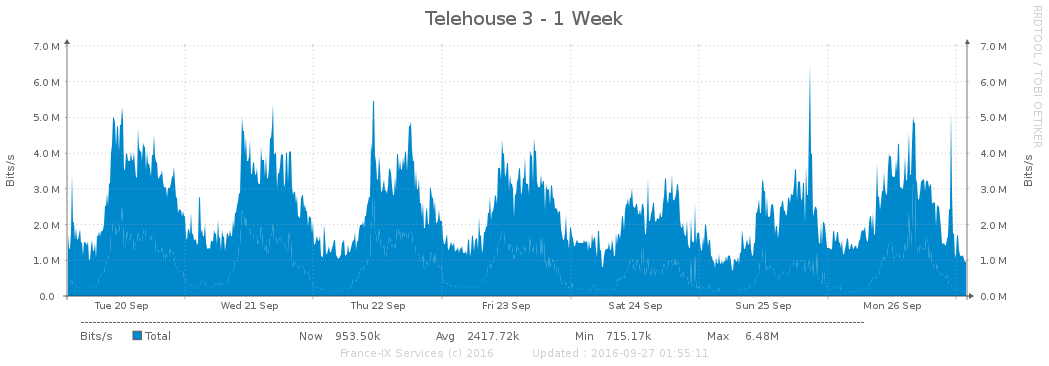 Telehouse 3 - 1 Week
RRDTOOL / TOBI OETIKER
7.0 M 7.0 M
6.0 M 6.0 M
5.0 M 5.0 M
4.0 M 4.0 M
3.0 M 3.0 M
2.0 M 2.0 M
1.0 M 1.0 M
0.0 0.0 M
Bits/s
Bits/s
Tue 20 Sep Wed 21 Sep Thu 22 Sep Fri 23 Sep Sat 24 Sep Sun 25 Sep Mon 26 Sep
Bits/s Total Now 953.50k Avg 2417.72k Min 715.17k Max 6.48M
France-IX Services (c) 2016 Updated : 2016-09-27 01:55:11